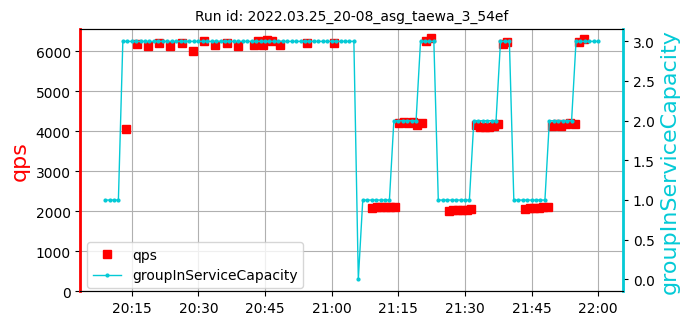 Run id: 2022.03.25_20-08_asg_taewa_3_54ef
6000
5000
4000
3000
2000
1000
0
qps
3.0
2.5
2.0
1.5
1.0
0.5
0.0
groupInServiceCapacity
qps
groupInServiceCapacity
20:15 20:30 20:45 21:00 21:15 21:30 21:45 22:00